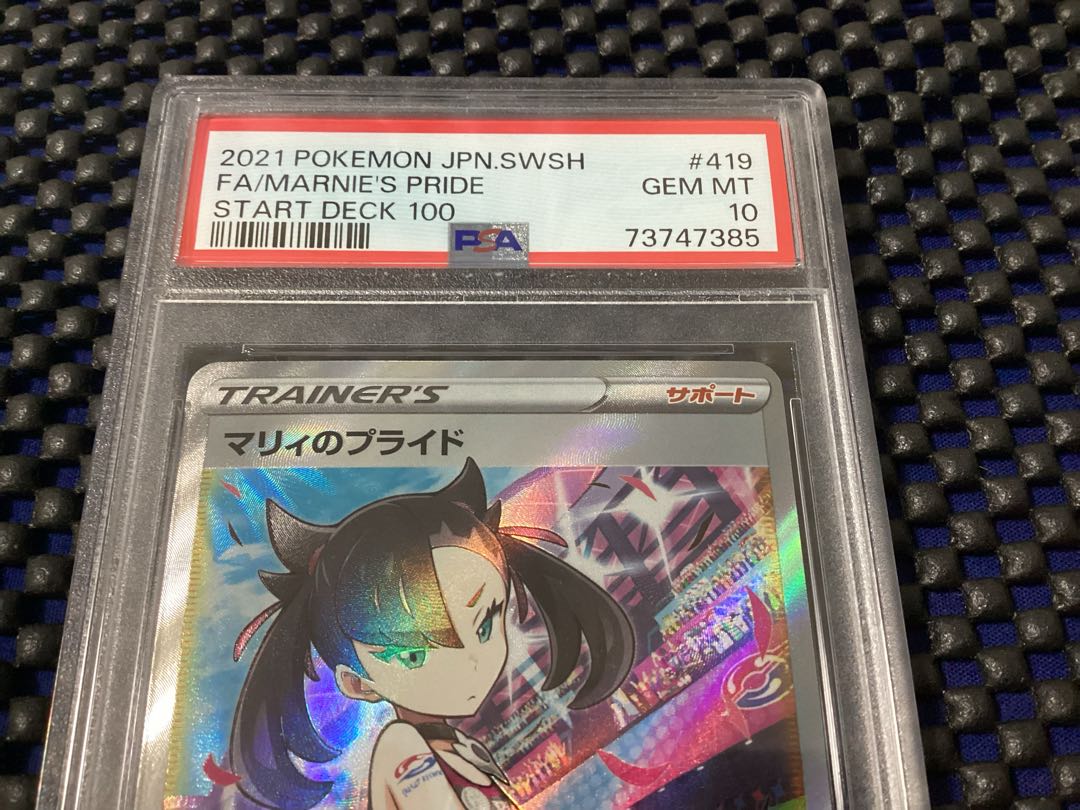 2021 POKEMON JPN.SWSH #419
FA/MARNIE'S PRIDE GEM MT
START DECK 100 10
PSA 73747385
TRAINER'S サポート
マリィのプライド